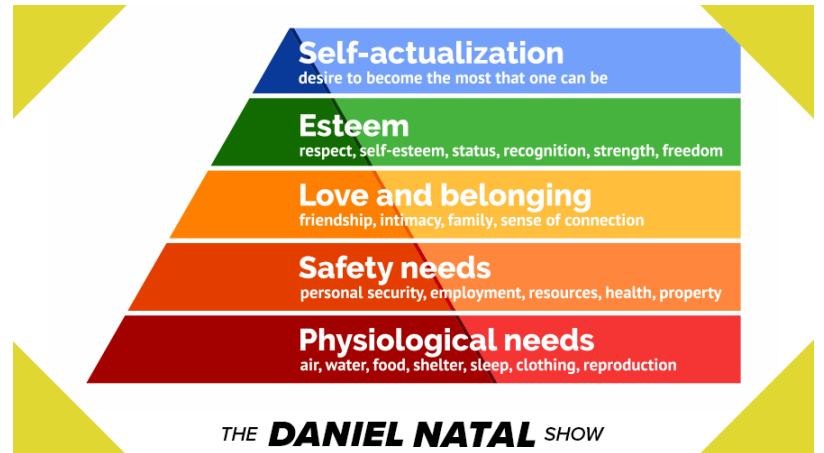 Self-actualization
desire to become the most that one can be
Esteem
respect, self-esteem, status, recognition, strength, freedom
Love and belonging
friendship, intimacy, family, sense of connection
Safety needs
personal security, employment, resources, health, property
Physiological needs
air, water, food, shelter, sleep, clothing, reproduction
THE DANIEL NATAL SHOW